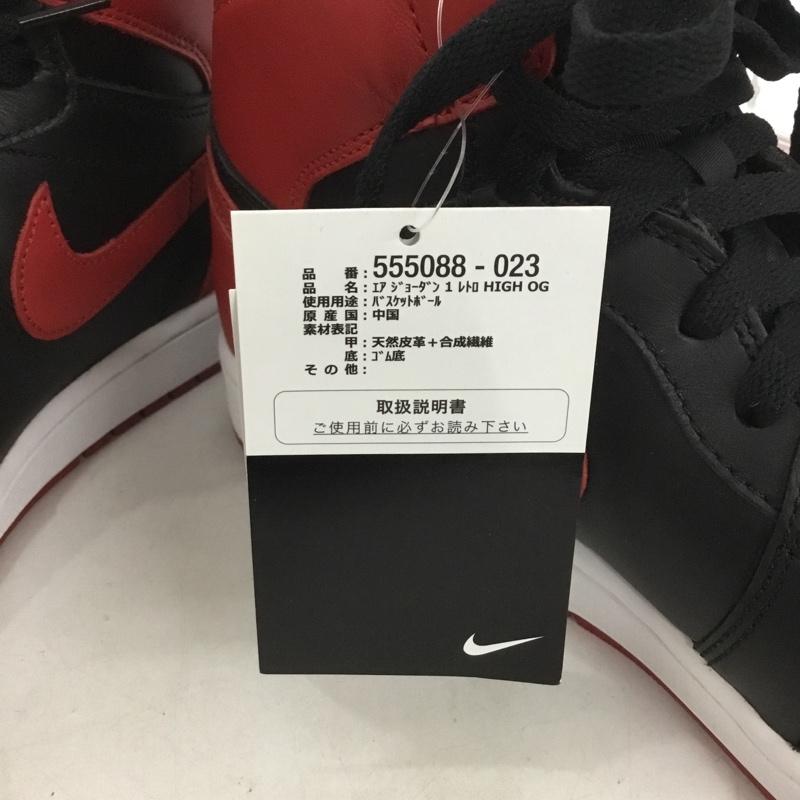 品番:555088 - 023
品名:ｴｱ ｼﾞｮｰﾀﾞﾝ 1 ﾚﾄﾛ HIGH OG
使用用途:ﾊﾞｽｹｯﾄﾎﾞｰﾙ
原産国:中国
素材表記
甲:天然皮革+合成繊維
底:ｺﾞﾑ底
その他:
取扱説明書
ご使用前に必ずお読み下さい